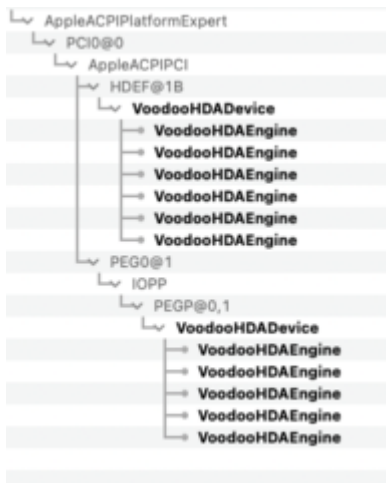 AppleACPIPlatformExpert
PCI0@0
AppleACPIPCI
HDEF@1B
VoodooHDADevice
VoodooHDAEngine
VoodooHDAEngine
VoodooHDAEngine
VoodooHDAEngine
VoodooHDAEngine
VoodooHDAEngine
PEG0@1
IOPP
PEGP@0,1
VoodooHDADevice
VoodooHDAEngine
VoodooHDAEngine
VoodooHDAEngine
VoodooHDAEngine
VoodooHDAEngine